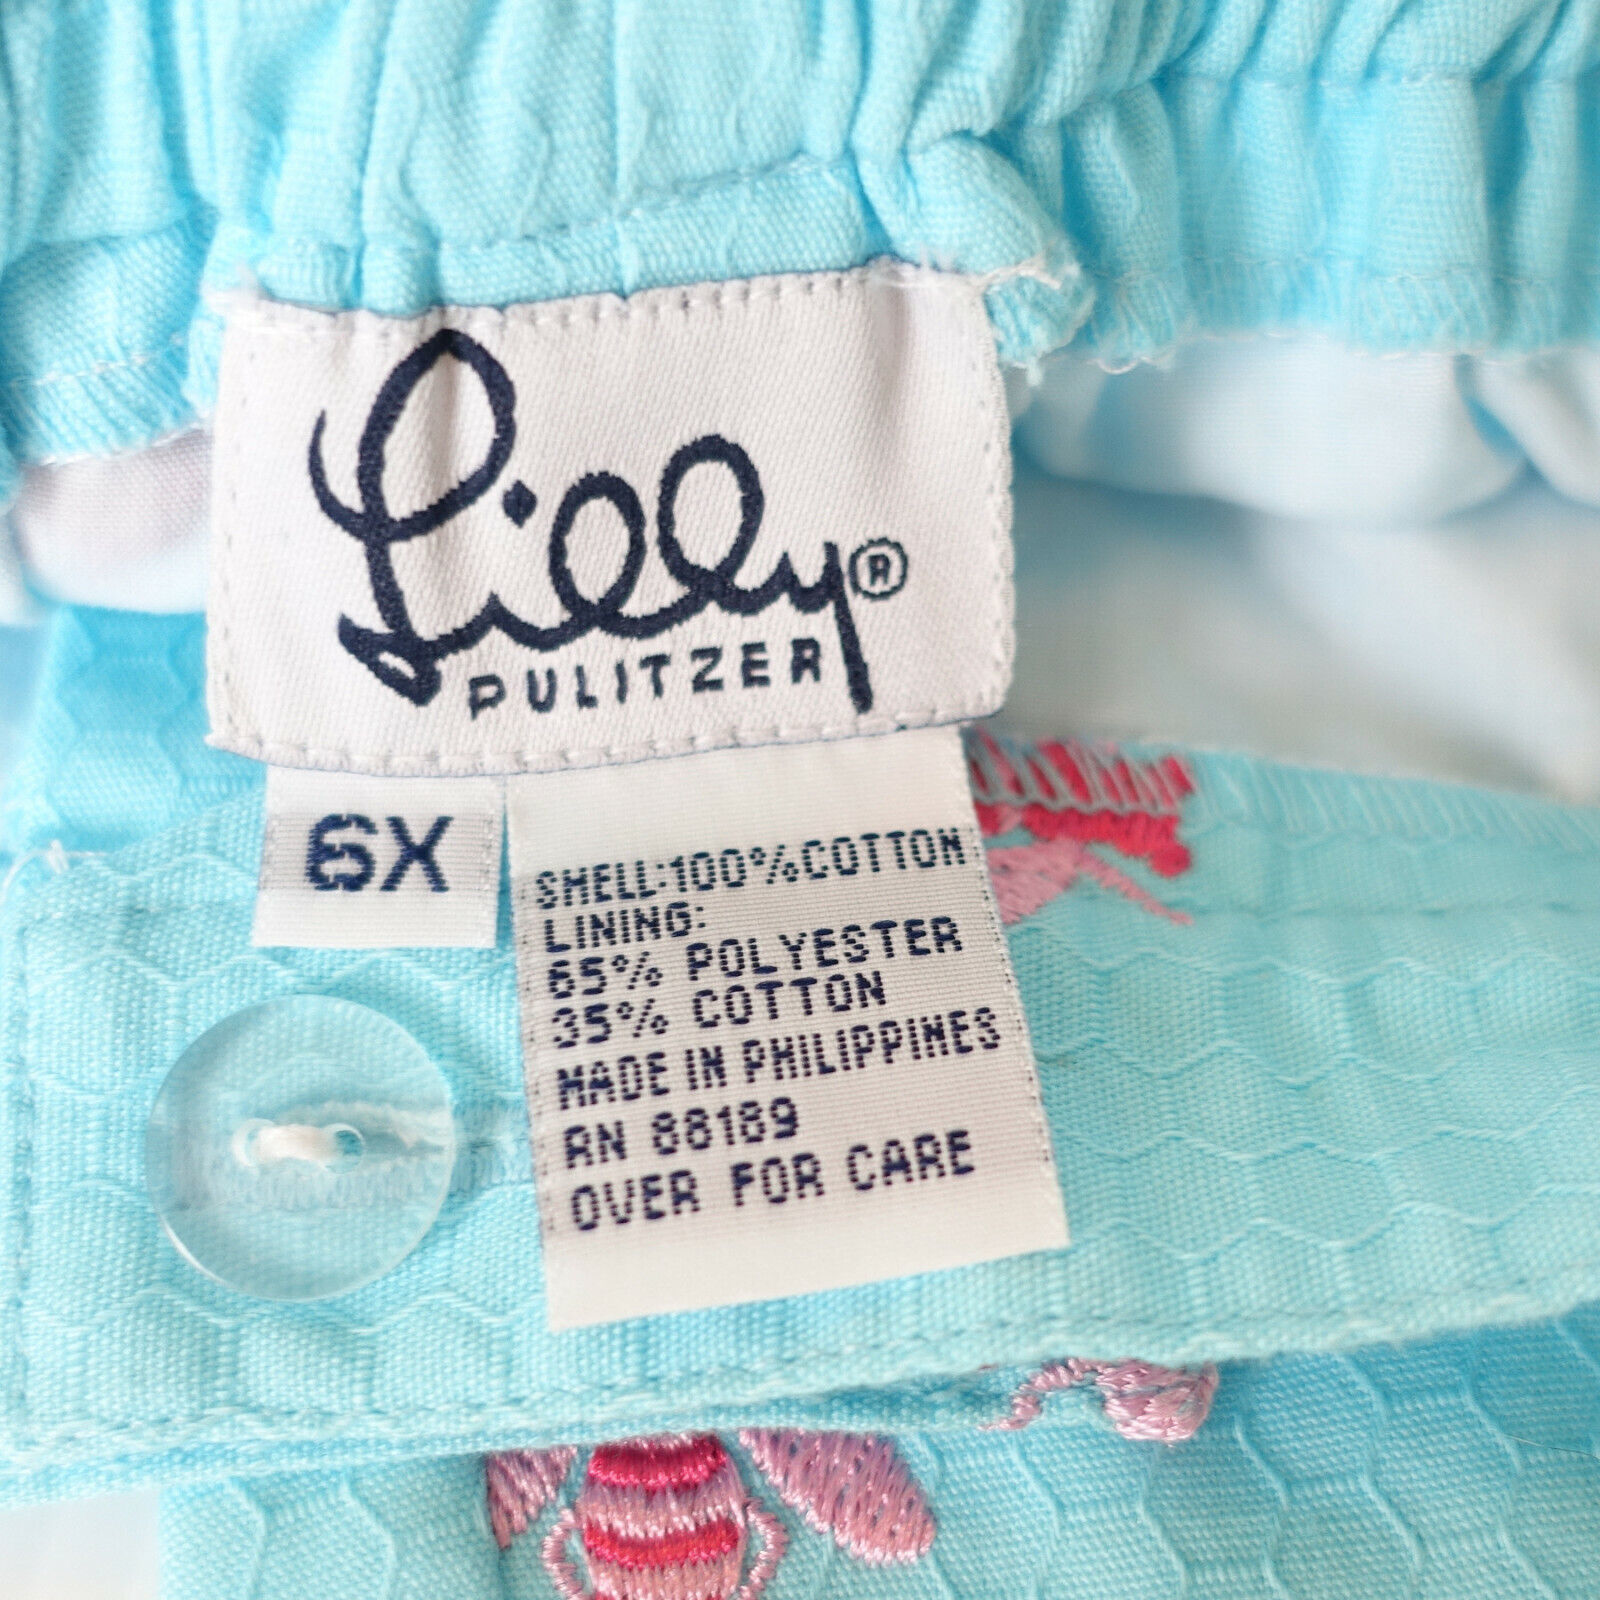 Lilly®
PULITZER
6X
SHELL:100%COTTON
LINING:
65% POLYESTER
35% COTTON
MADE IN PHILIPPINES
RN 88189
OVER FOR CARE